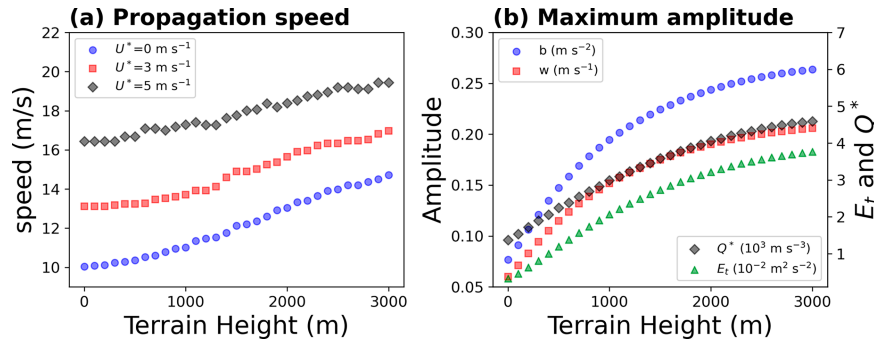 (a) Propagation speed
speed (m/s)
22
20
18
16
14
12
10
U*=0 m s⁻¹
U*=3 m s⁻¹
U*=5 m s⁻¹
0
1000
2000
3000
Terrain Height (m)
(b) Maximum amplitude
Amplitude
0.30
0.25
0.20
0.15
0.10
0.05
b (m s⁻²)
w (m s⁻¹)
Q* (10³ m s⁻³)
Eₜ (10⁻² m² s⁻²)
0
1000
2000
3000
Terrain Height (m)
7
6
5
4
3
2
1
Eₜ and Q*